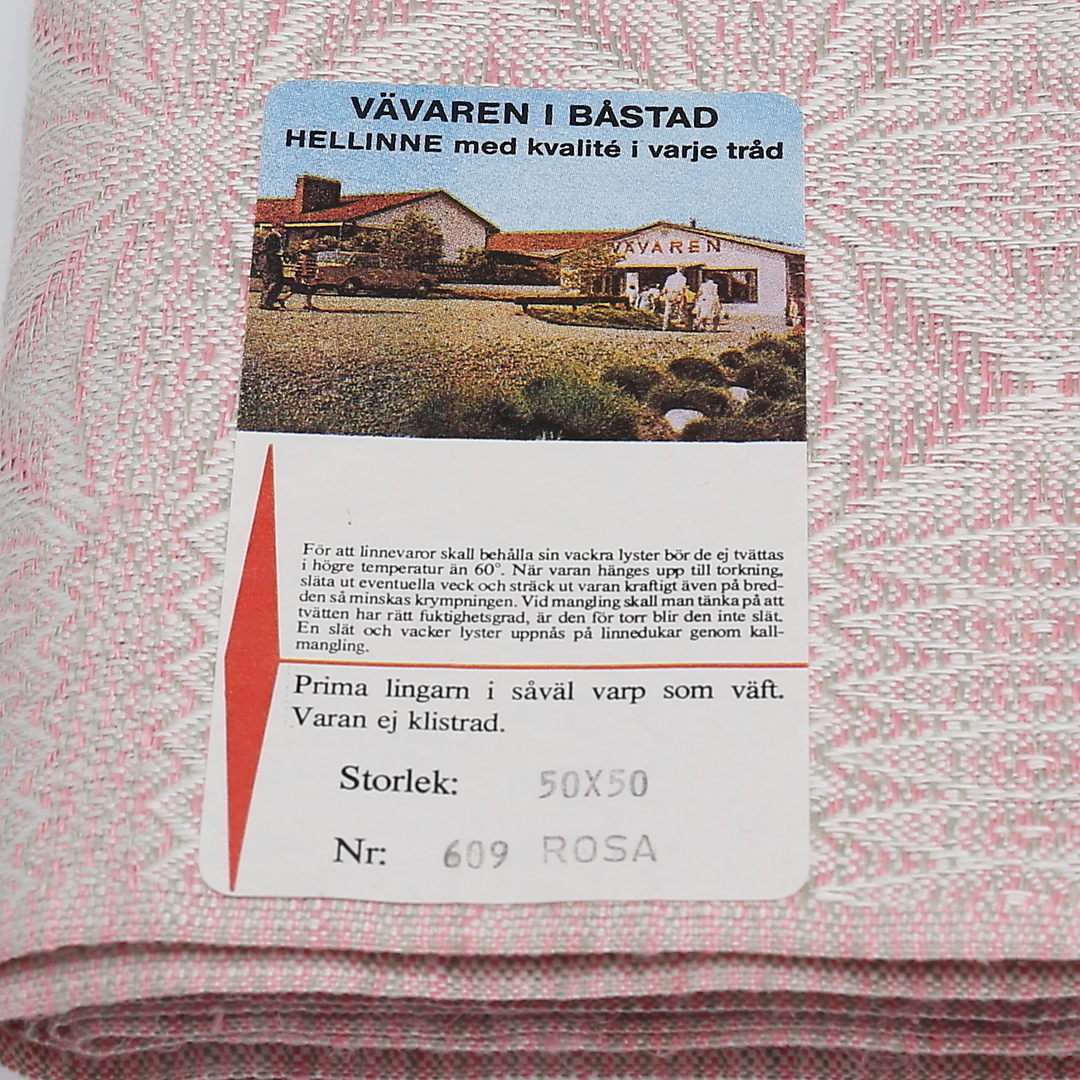 VÄVAREN I BÅSTAD
HELLINNE med kvalité i varje tråd
VÄVAREN
För att linnevaror skall behålla sin vackra lyster bör de ej tvättas
i högre temperatur än 60°. När varan hänges upp till torkning,
släta ut eventuella veck och sträck ut varan kraftigt även på bred-
den så minskas krympningen. Vid mangling skall man tänka på att
tvätten har rätt fuktighetsgrad, är den för torr blir den inte slät.
En slät och vacker lyster uppnås på linnedukar genom kall-
mangling.
Prima lingarn i såväl varp som väft.
Varan ej klistrad.
Storlek: 50X50
Nr: 609 ROSA